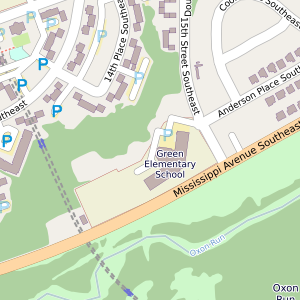 14th Place Southeast
15th Street Southeast
Anderson Place Southeast
Green
Elementary
School
Mississippi Avenue Southeast
Oxon-Run
Oxon
Run
P
P
P
P
P
P